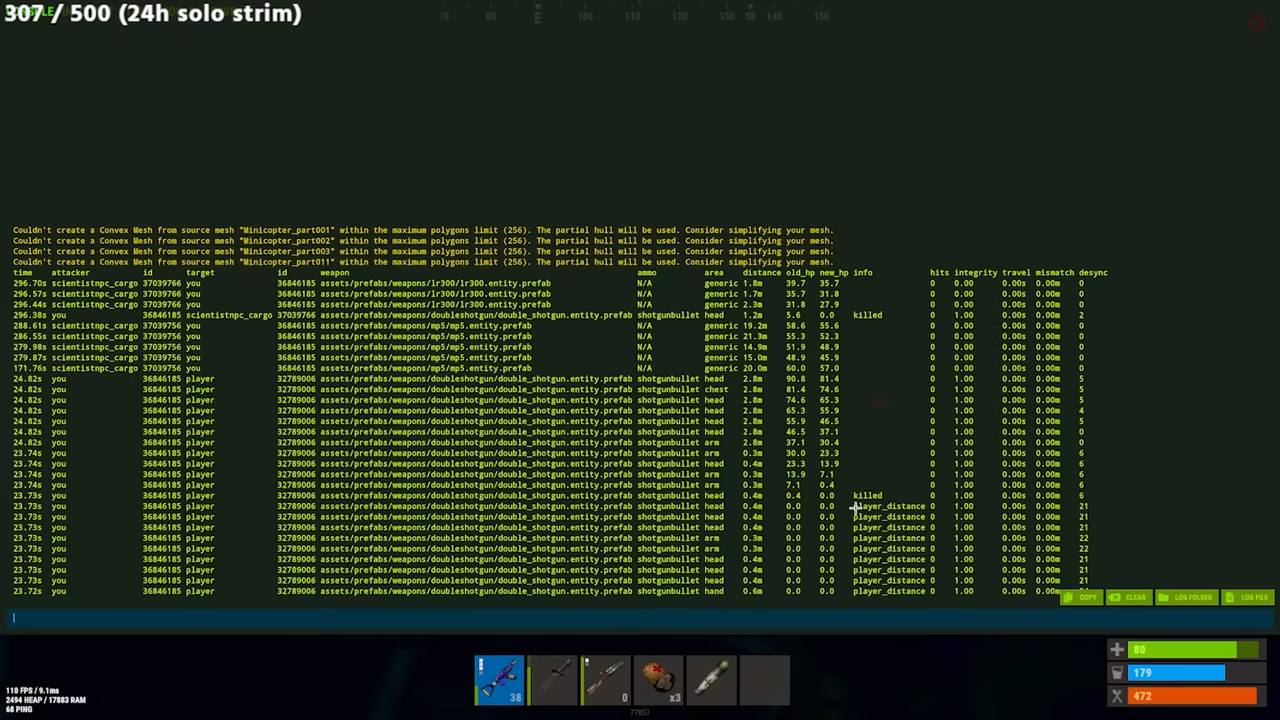 307 / 500 (24h solo strim)
80 E 100 110 120 130 SE 140 150
Couldn't create a Convex Mesh from source mesh "Minicopter_part001" within the maximum polygons limit (256). The partial hull will be used. Consider simplifying your mesh.
Couldn't create a Convex Mesh from source mesh "Minicopter_part002" within the maximum polygons limit (256). The partial hull will be used. Consider simplifying your mesh.
Couldn't create a Convex Mesh from source mesh "Minicopter_part003" within the maximum polygons limit (256). The partial hull will be used. Consider simplifying your mesh.
Couldn't create a Convex Mesh from source mesh "Minicopter_part011" within the maximum polygons limit (256). The partial hull will be used. Consider simplifying your mesh.
time attacker id target id weapon ammo area distance old_hp new_hp info hits integrity travel mismatch desync
296.70s scientistnpc_cargo 37039766 you 36846185 assets/prefabs/weapons/lr300/lr300.entity.prefab N/A generic 1.8m 39.7 35.7 0 0.00 0.00s 0.00m 0
296.57s scientistnpc_cargo 37039766 you 36846185 assets/prefabs/weapons/lr300/lr300.entity.prefab N/A generic 1.7m 35.7 31.8 0 0.00 0.00s 0.00m 0
296.44s scientistnpc_cargo 37039766 you 36846185 assets/prefabs/weapons/lr300/lr300.entity.prefab N/A generic 2.3m 31.8 27.9 0 0.00 0.00s 0.00m 0
296.38s you 36846185 scientistnpc_cargo 37039766 assets/prefabs/weapons/doubleshotgun/double_shotgun.entity.prefab shotgunbullet head 1.2m 5.6 0.0 killed 0 1.00 0.00s 0.00m 2
288.61s scientistnpc_cargo 37039756 you 36846185 assets/prefabs/weapons/mp5/mp5.entity.prefab N/A generic 19.2m 58.6 55.6 0 0.00 0.00s 0.00m 0
286.55s scientistnpc_cargo 37039756 you 36846185 assets/prefabs/weapons/mp5/mp5.entity.prefab N/A generic 21.3m 55.3 52.3 0 0.00 0.00s 0.00m 0
279.98s scientistnpc_cargo 37039756 you 36846185 assets/prefabs/weapons/mp5/mp5.entity.prefab N/A generic 14.9m 51.9 48.9 0 0.00 0.00s 0.00m 0
279.87s scientistnpc_cargo 37039756 you 36846185 assets/prefabs/weapons/mp5/mp5.entity.prefab N/A generic 15.0m 48.9 45.9 0 0.00 0.00s 0.00m 0
171.76s scientistnpc_cargo 37039756 you 36846185 assets/prefabs/weapons/mp5/mp5.entity.prefab N/A generic 20.0m 60.0 57.0 0 0.00 0.00s 0.00m 0
24.82s you 36846185 player 32789006 assets/prefabs/weapons/doubleshotgun/double_shotgun.entity.prefab shotgunbullet head 2.8m 90.8 81.4 0 1.00 0.00s 0.00m 5
24.82s you 36846185 player 32789006 assets/prefabs/weapons/doubleshotgun/double_shotgun.entity.prefab shotgunbullet chest 2.8m 81.4 74.6 0 1.00 0.00s 0.00m 5
24.82s you 36846185 player 32789006 assets/prefabs/weapons/doubleshotgun/double_shotgun.entity.prefab shotgunbullet head 2.8m 74.6 65.3 0 1.00 0.00s 0.00m 5
24.82s you 36846185 player 32789006 assets/prefabs/weapons/doubleshotgun/double_shotgun.entity.prefab shotgunbullet head 2.8m 65.3 55.9 0 1.00 0.00s 0.00m 4
24.82s you 36846185 player 32789006 assets/prefabs/weapons/doubleshotgun/double_shotgun.entity.prefab shotgunbullet head 2.8m 55.9 46.5 0 1.00 0.00s 0.00m 0
24.82s you 36846185 player 32789006 assets/prefabs/weapons/doubleshotgun/double_shotgun.entity.prefab shotgunbullet head 2.8m 46.5 37.1 0 1.00 0.00s 0.00m 0
24.82s you 36846185 player 32789006 assets/prefabs/weapons/doubleshotgun/double_shotgun.entity.prefab shotgunbullet arm 2.8m 37.1 30.4 0 1.00 0.00s 0.00m 0
23.74s you 36846185 player 32789006 assets/prefabs/weapons/doubleshotgun/double_shotgun.entity.prefab shotgunbullet arm 0.3m 30.0 23.3 0 1.00 0.00s 0.00m 6
23.74s you 36846185 player 32789006 assets/prefabs/weapons/doubleshotgun/double_shotgun.entity.prefab shotgunbullet head 0.4m 23.3 13.9 0 1.00 0.00s 0.00m 6
23.74s you 36846185 player 32789006 assets/prefabs/weapons/doubleshotgun/double_shotgun.entity.prefab shotgunbullet arm 0.3m 13.9 7.1 0 1.00 0.00s 0.00m 6
23.74s you 36846185 player 32789006 assets/prefabs/weapons/doubleshotgun/double_shotgun.entity.prefab shotgunbullet arm 0.3m 7.1 0.4 0 1.00 0.00s 0.00m 6
23.73s you 36846185 player 32789006 assets/prefabs/weapons/doubleshotgun/double_shotgun.entity.prefab shotgunbullet head 0.4m 0.4 0.0 killed 0 1.00 0.00s 0.00m 6
23.73s you 36846185 player 32789006 assets/prefabs/weapons/doubleshotgun/double_shotgun.entity.prefab shotgunbullet head 0.4m 0.0 0.0 player_distance 0 1.00 0.00s 0.00m 21
23.73s you 36846185 player 32789006 assets/prefabs/weapons/doubleshotgun/double_shotgun.entity.prefab shotgunbullet head 0.4m 0.0 0.0 player_distance 0 1.00 0.00s 0.00m 21
23.73s you 36846185 player 32789006 assets/prefabs/weapons/doubleshotgun/double_shotgun.entity.prefab shotgunbullet head 0.4m 0.0 0.0 player_distance 0 1.00 0.00s 0.00m 21
23.73s you 36846185 player 32789006 assets/prefabs/weapons/doubleshotgun/double_shotgun.entity.prefab shotgunbullet arm 0.3m 0.0 0.0 player_distance 0 1.00 0.00s 0.00m 22
23.73s you 36846185 player 32789006 assets/prefabs/weapons/doubleshotgun/double_shotgun.entity.prefab shotgunbullet arm 0.3m 0.0 0.0 player_distance 0 1.00 0.00s 0.00m 22
23.73s you 36846185 player 32789006 assets/prefabs/weapons/doubleshotgun/double_shotgun.entity.prefab shotgunbullet head 0.4m 0.0 0.0 player_distance 0 1.00 0.00s 0.00m 21
23.73s you 36846185 player 32789006 assets/prefabs/weapons/doubleshotgun/double_shotgun.entity.prefab shotgunbullet head 0.4m 0.0 0.0 player_distance 0 1.00 0.00s 0.00m 21
23.73s you 36846185 player 32789006 assets/prefabs/weapons/doubleshotgun/double_shotgun.entity.prefab shotgunbullet head 0.4m 0.0 0.0 player_distance 0 1.00 0.00s 0.00m 21
23.72s you 36846185 player 32789006 assets/prefabs/weapons/doubleshotgun/double_shotgun.entity.prefab shotgunbullet hand 0.6m 0.0 0.0 player_distance 0 1.00 0.00s 0.00m
COPY CLEAR LOG FOLDER LOG FILE
80
179
472
38 0 x3
110 FPS / 9.1ms
2494 HEAP / 17883 RAM
68 PING
77857